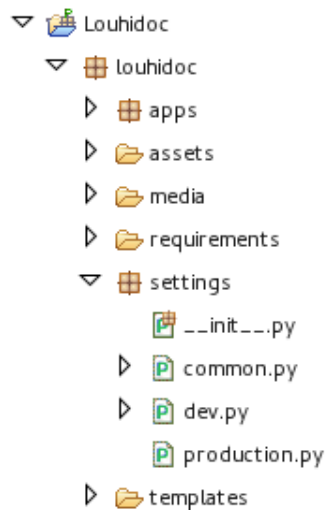 Louhidoc
louhidoc
apps
assets
media
requirements
settings
__init__.py
common.py
dev.py
production.py
templates